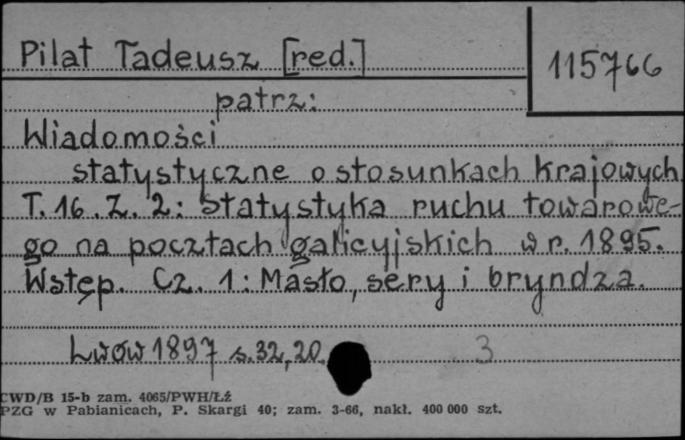 Pilat Tadeusz [red.]
115766
patrz:
Wiadomości
statystyczne o stosunkach krajowych
T. 16. Z. 2: Statystyka ruchu towarowe-
go na pocztach galicyjskich w r. 1895.
Wstęp. Cz. 1: Masło, sery i bryndza.
Lwów 1897 s. 32, 20.
3
CWD/B 15-b zam. 4065/PWH/Łź
PZG w Pabianicach, P. Skargi 40; zam. 3-66, nakł. 400 000 szt.